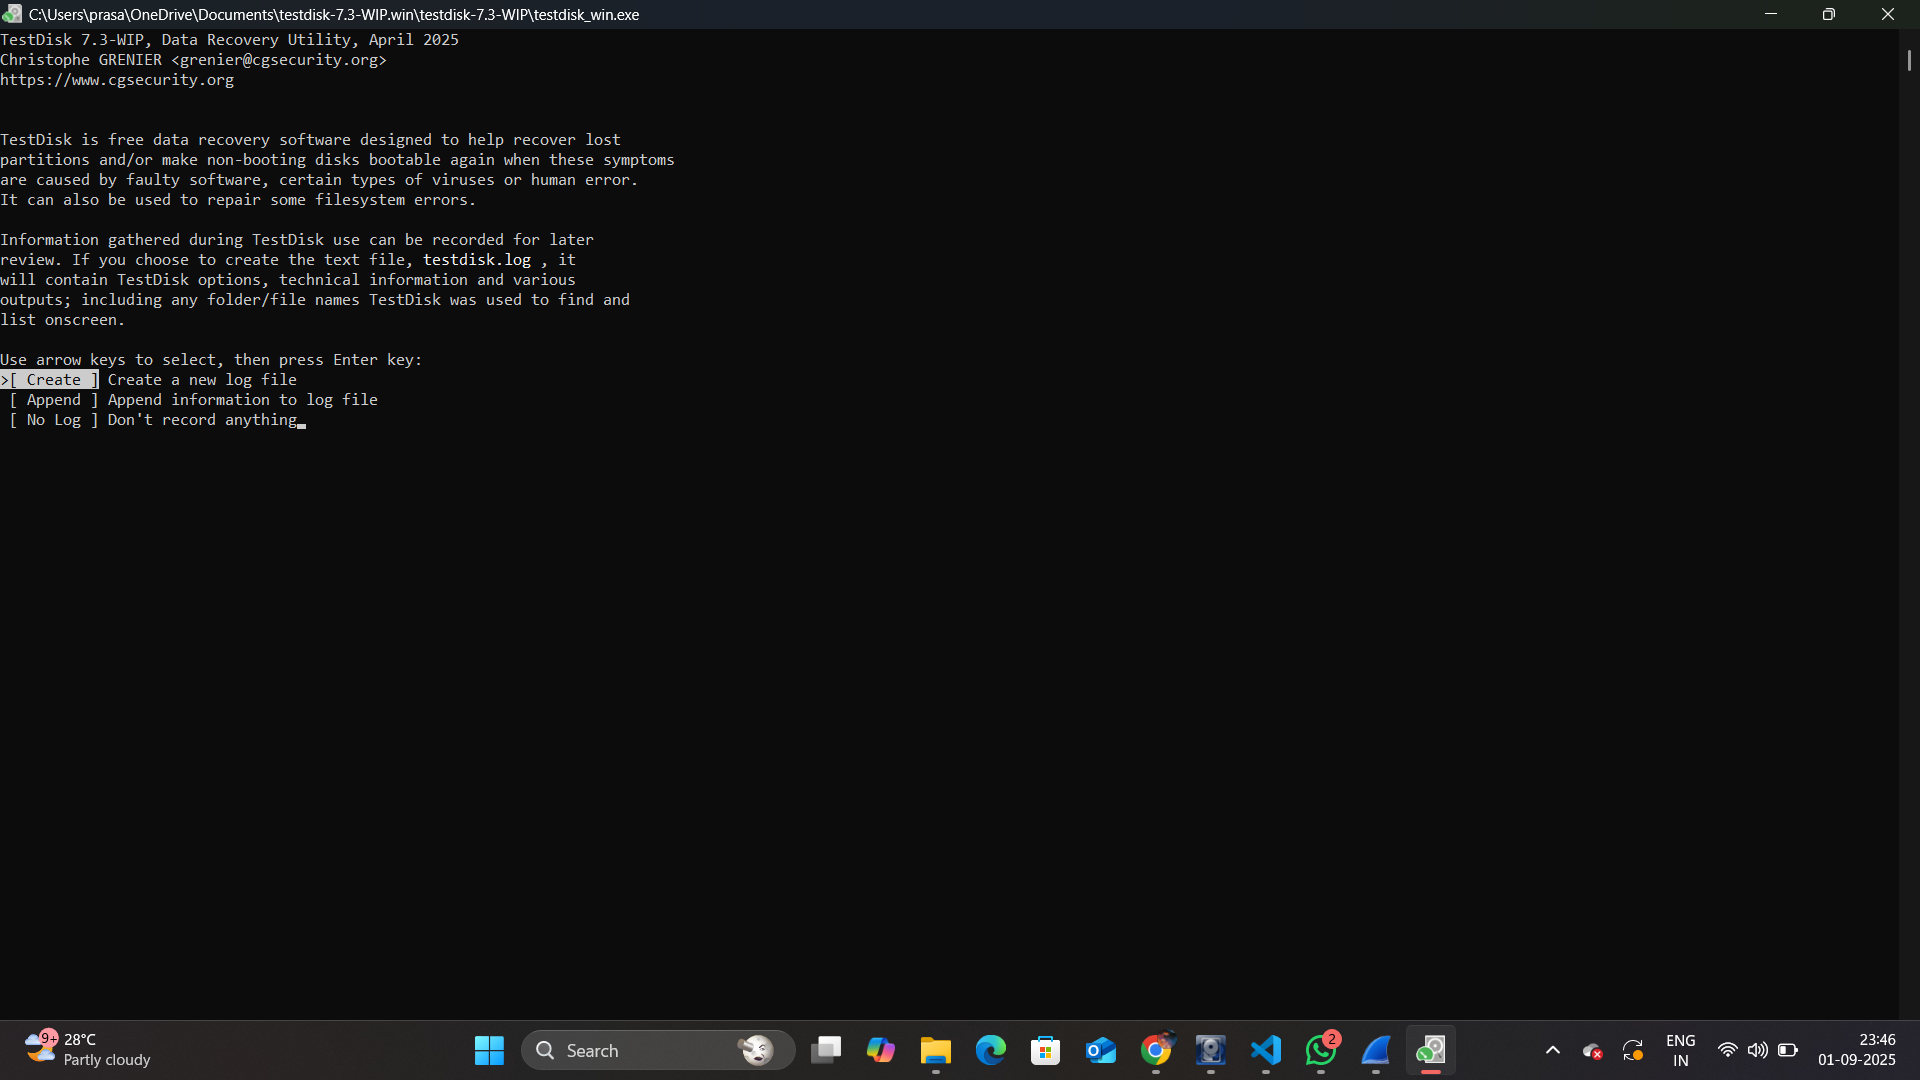 C:\Users\prasa\OneDrive\Documents\testdisk-7.3-WIP.win\testdisk-7.3-WIP\testdisk_win.exe
TestDisk 7.3-WIP, Data Recovery Utility, April 2025
Christophe GRENIER <grenier@cgsecurity.org>
https://www.cgsecurity.org
TestDisk is free data recovery software designed to help recover lost
partitions and/or make non-booting disks bootable again when these symptoms
are caused by faulty software, certain types of viruses or human error.
It can also be used to repair some filesystem errors.
Information gathered during TestDisk use can be recorded for later
review. If you choose to create the text file, testdisk.log , it
will contain TestDisk options, technical information and various
outputs; including any folder/file names TestDisk was used to find and
list onscreen.
Use arrow keys to select, then press Enter key:
>[ Create ] Create a new log file
[ Append ] Append information to log file
[ No Log ] Don't record anything
9+
28°C
Partly cloudy
Search
2
ENG
IN
23:46
01-09-2025